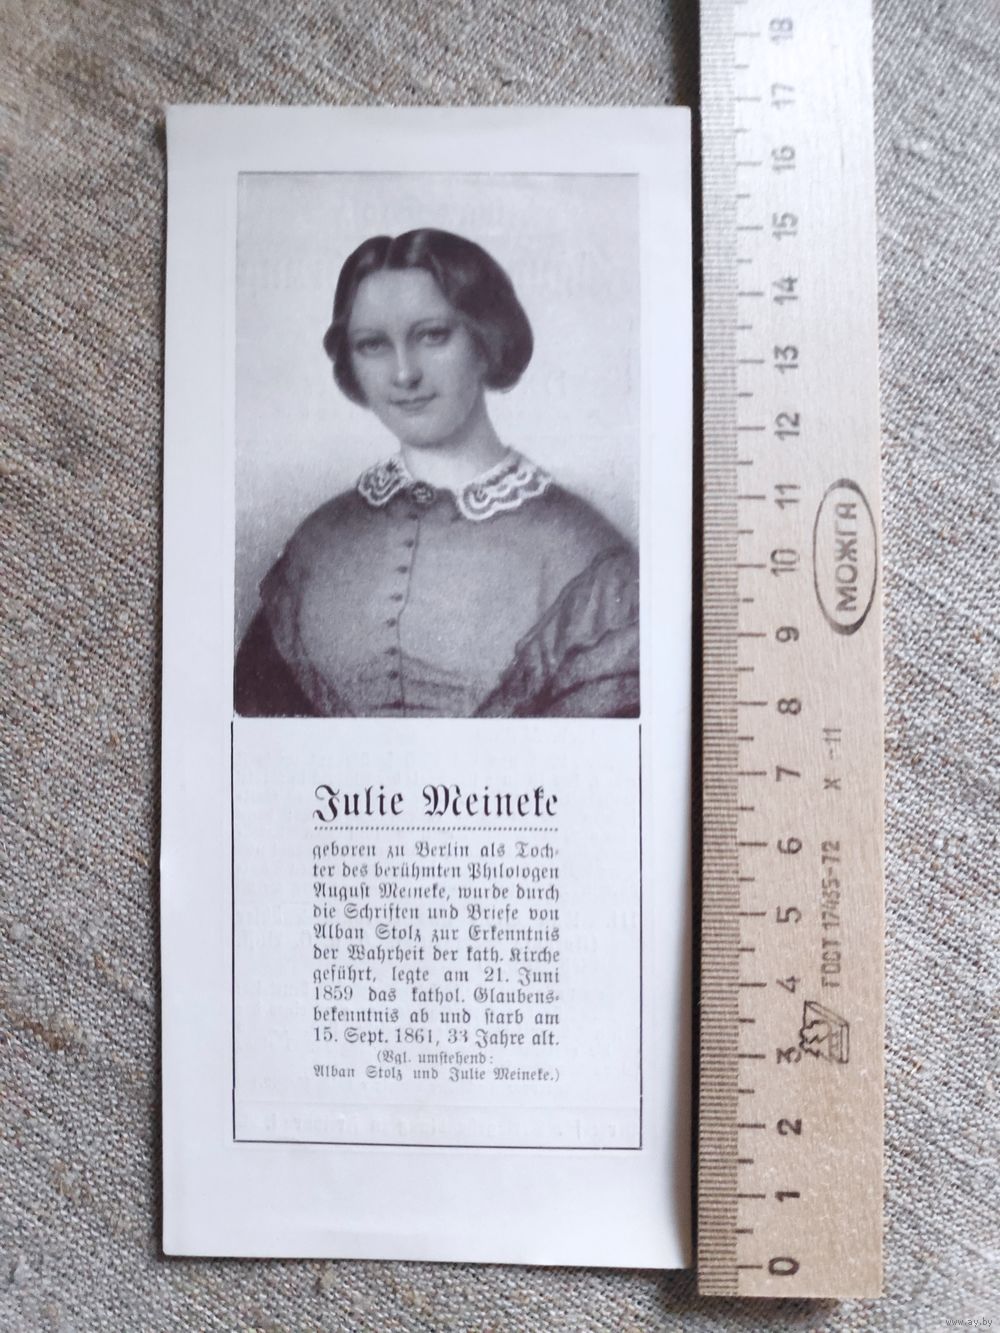 Julie Meineke
geboren zu Berlin als Toch-
ter des berühmten Philologen
August Meineke, wurde durch
die Schriften und Briefe von
Alban Stolz zur Erkenntnis
der Wahrheit der kath. Kirche
geführt, legte am 21. Juni
1859 das kathol. Glaubens-
bekenntnis ab und starb am
15. Sept. 1861, 33 Jahre alt.
(Vgl. umstehend:
Alban Stolz und Julie Meineke.)
18
17
16
15
14
13
12
11
10
9
8
7
6
5
4
3
2
1
0
МОЖГА
ГОСТ 17435-72 х -11
www.ay.by